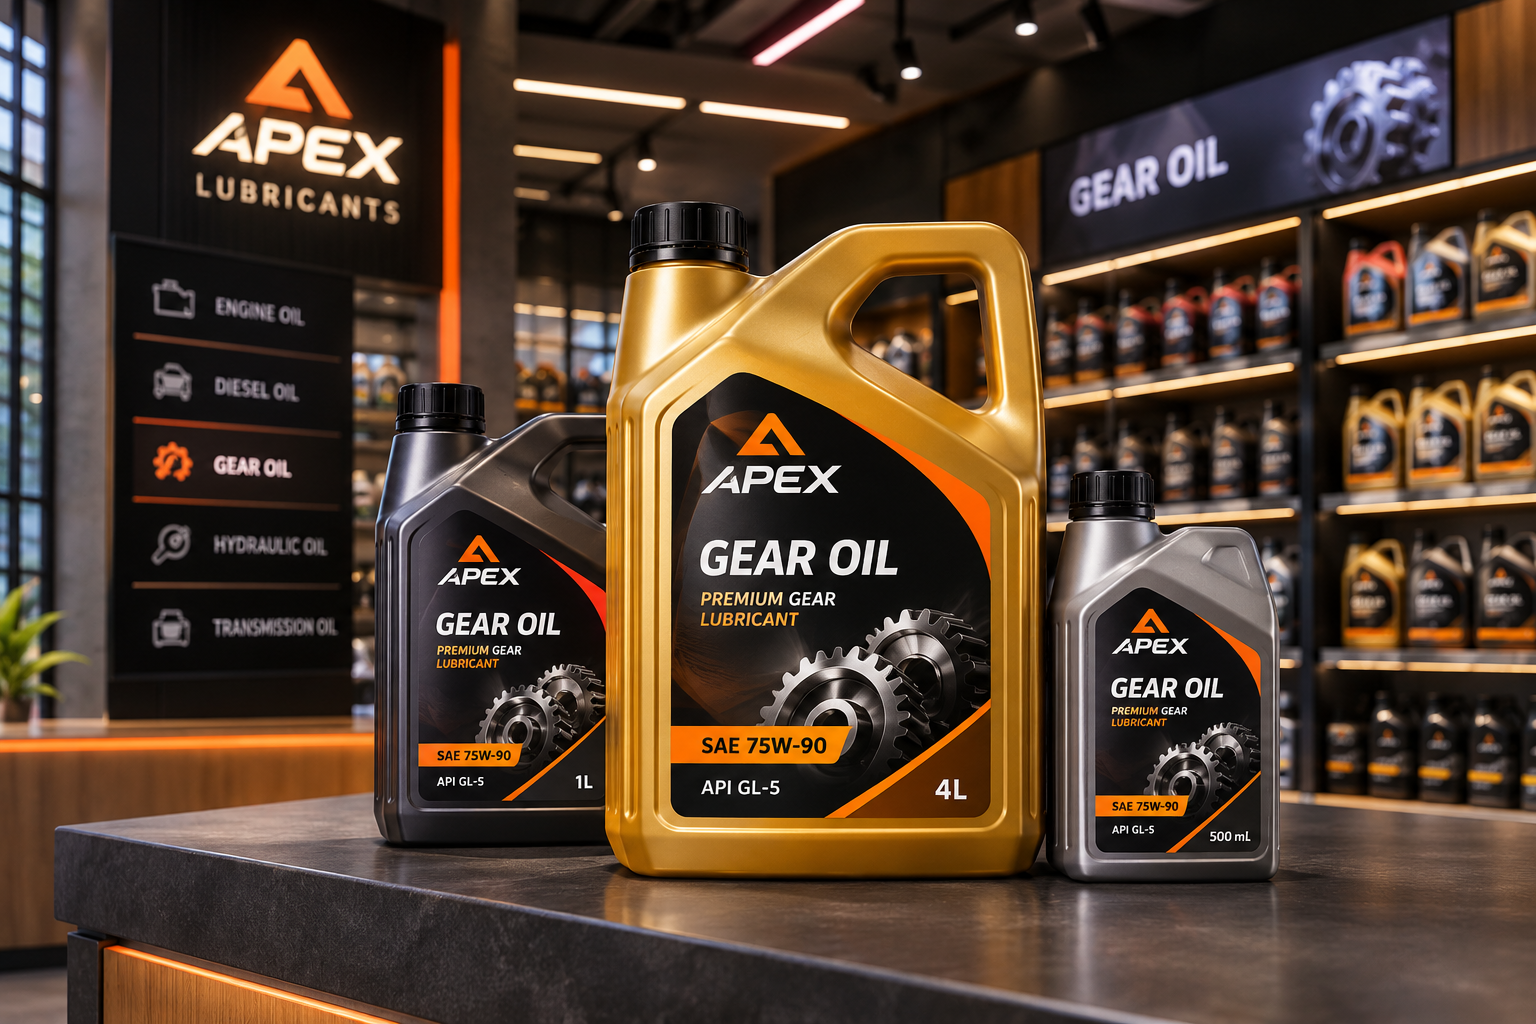 APEX
LUBRICANTS
ENGINE OIL
DIESEL OIL
GEAR OIL
HYDRAULIC OIL
TRANSMISSION OIL
GEAR OIL
APEX
GEAR OIL
PREMIUM GEAR
LUBRICANT
SAE 75W-90
API GL-5
1L
APEX
GEAR OIL
PREMIUM GEAR
LUBRICANT
SAE 75W-90
API GL-5
4L
APEX
GEAR OIL
PREMIUM GEAR
LUBRICANT
SAE 75W-90
API GL-5
500 mL